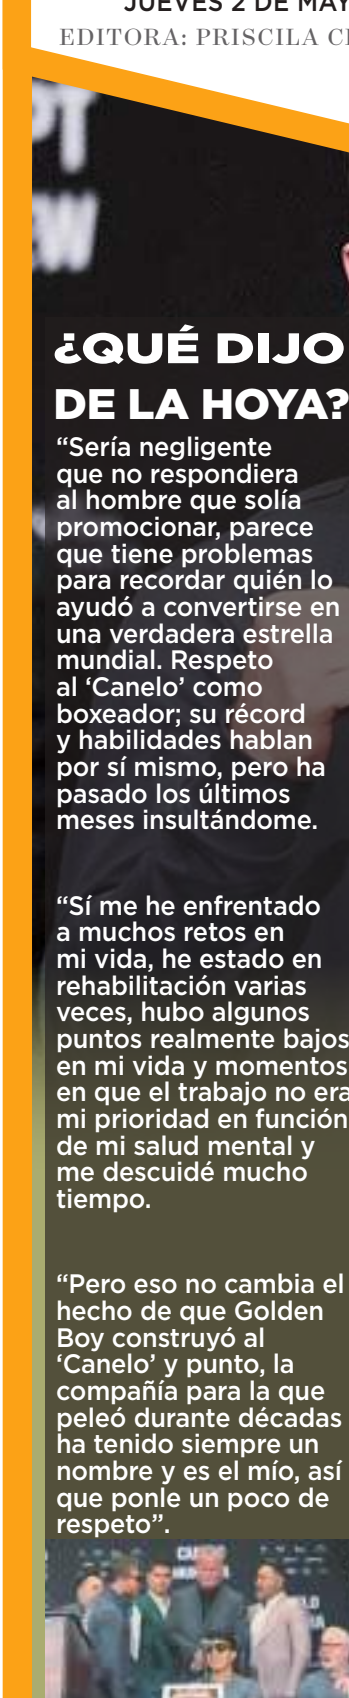 JUEVES 2 DE MAY
EDITORA: PRISCILA
¿QUÉ DIJO
DE LA HOYA?
“Sería negligente
que no respondiera
al hombre que solía
promocionar, parece
que tiene problemas
para recordar quién lo
ayudó a convertirse en
una verdadera estrella
mundial. Respeto
al ‘Canelo’ como
boxeador; su récord
y habilidades hablan
por sí mismo, pero ha
pasado los últimos
meses insultándome.
“Sí me he enfrentado
a muchos retos en
mi vida, he estado en
rehabilitación varias
veces, hubo algunos
puntos realmente bajos
en mi vida y momentos
en que el trabajo no era
mi prioridad en función
de mi salud mental y
me descuidé mucho
tiempo.
“Pero eso no cambia el
hecho de que Golden
Boy construyó al
‘Canelo’ y punto, la
compañía para la que
peleó durante décadas
ha tenido siempre un
nombre y es el mío, así
que ponle un poco de
respeto”.